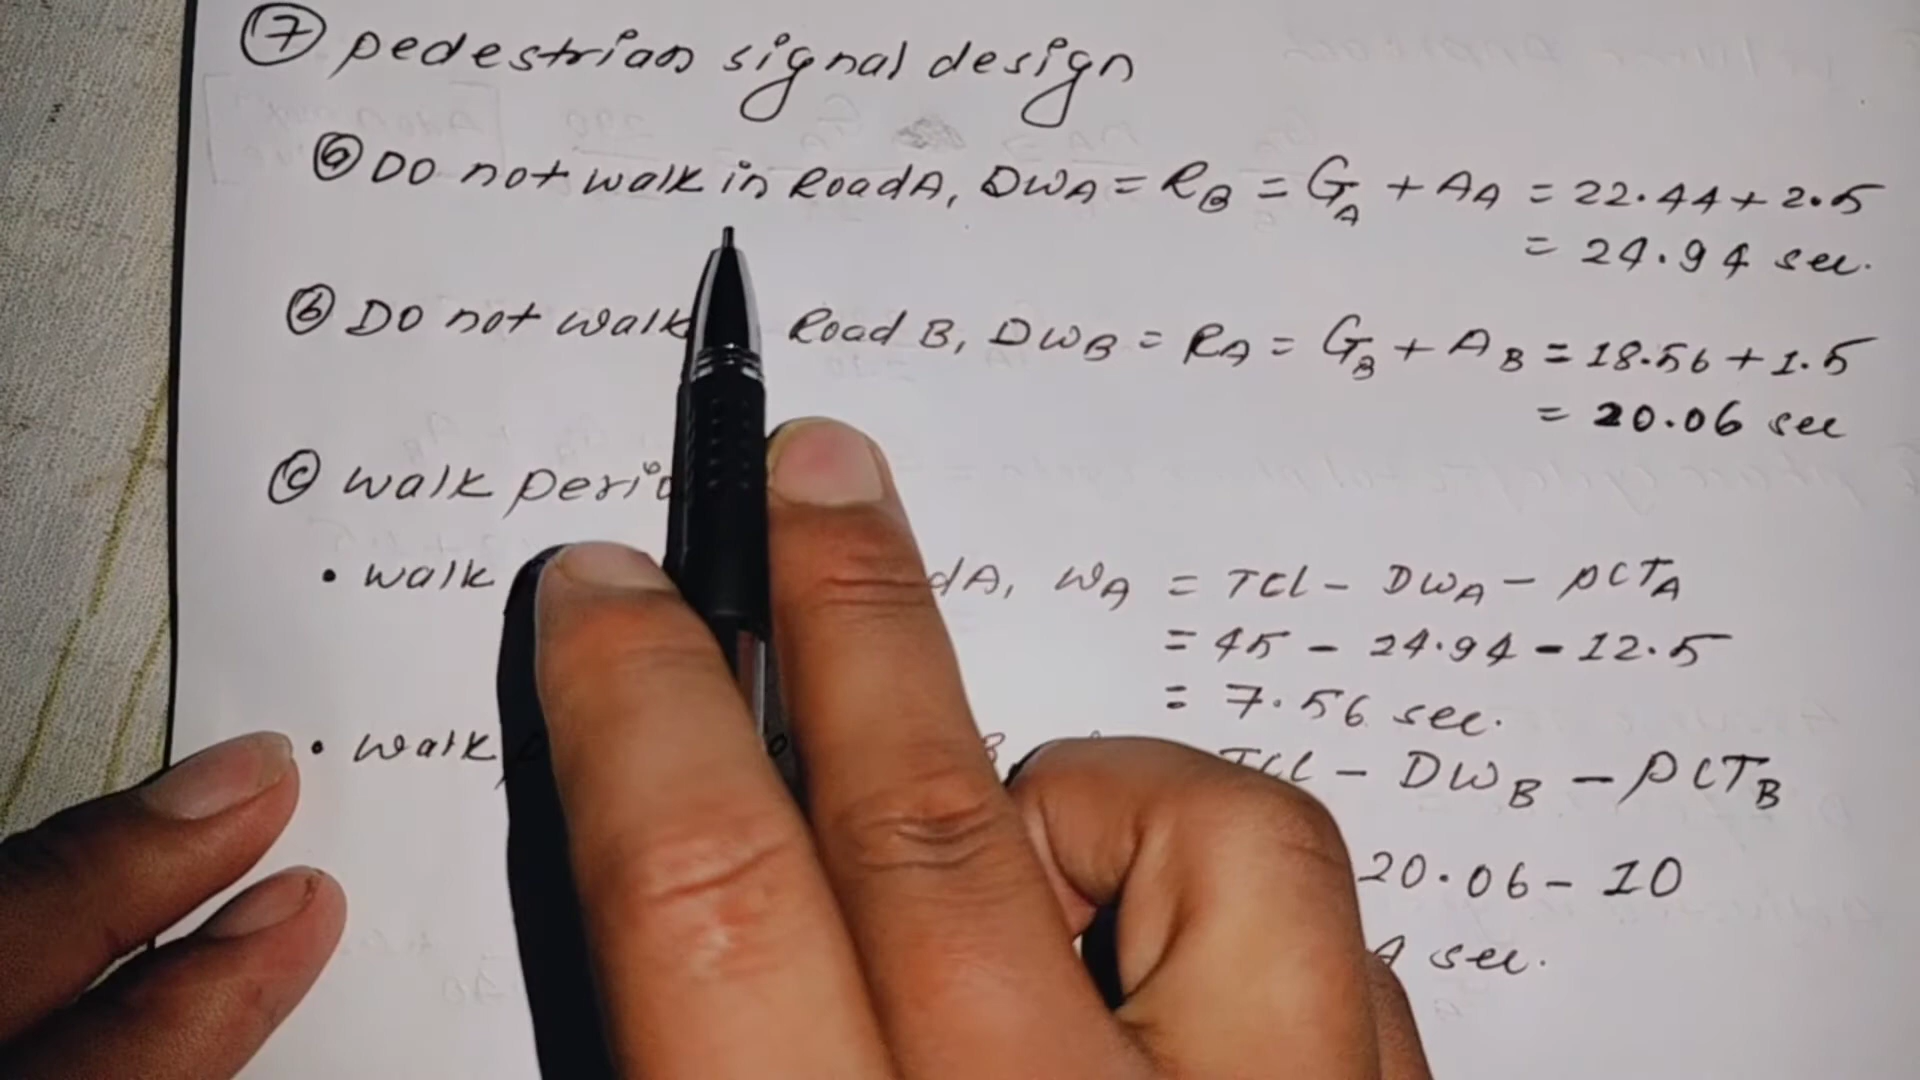 7 pedestrian signal design
a Do not walk in Road A, DWA = RB = GA + AA = 22.44 + 2.5
= 24.94 sec.
b Do not walk Road B, DWB = RA = GB + AB = 18.56 + 1.5
= 20.06 sec
c walk
• walk WA = TCL - DWA - PCTA
= 45 - 24.94 - 12.5
= 7.56 sec.
• walk TCL - DWB - PCTB
20.06 - 10
sec.